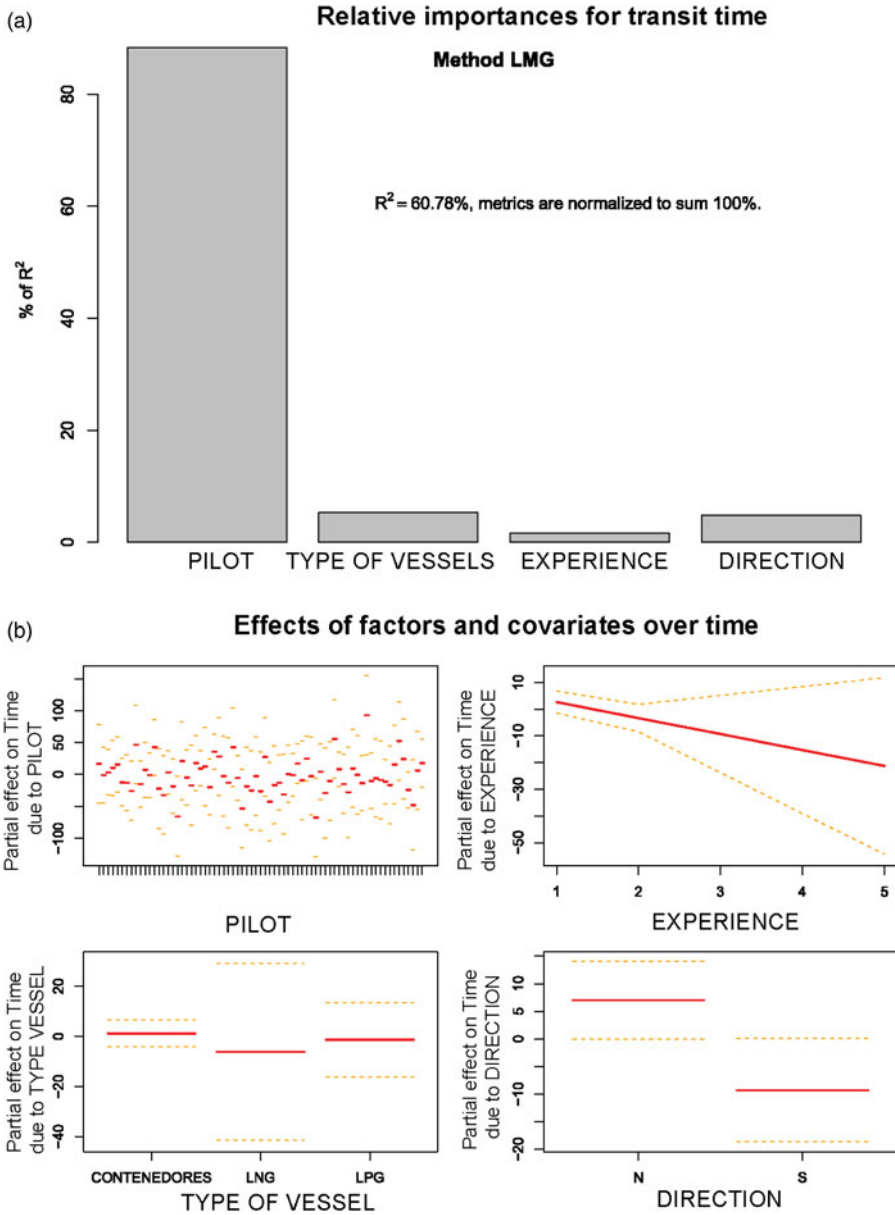 (a)
Relative importances for transit time
Method LMG
R² = 60.78%, metrics are normalized to sum 100%.
% of R²
80
60
40
20
0
PILOT
TYPE OF VESSELS
EXPERIENCE
DIRECTION
(b)
Effects of factors and covariates over time
Partial effect on Time
due to PILOT
100
50
0
-100
PILOT
Partial effect on Time
due to EXPERIENCE
10
-10
-30
-50
1 2 3 4 5
EXPERIENCE
Partial effect on Time
due to TYPE VESSEL
20
0
-20
-40
CONTENEDORES LNG LPG
TYPE OF VESSEL
Partial effect on Time
due to DIRECTION
10
5
0
-10
-20
N S
DIRECTION